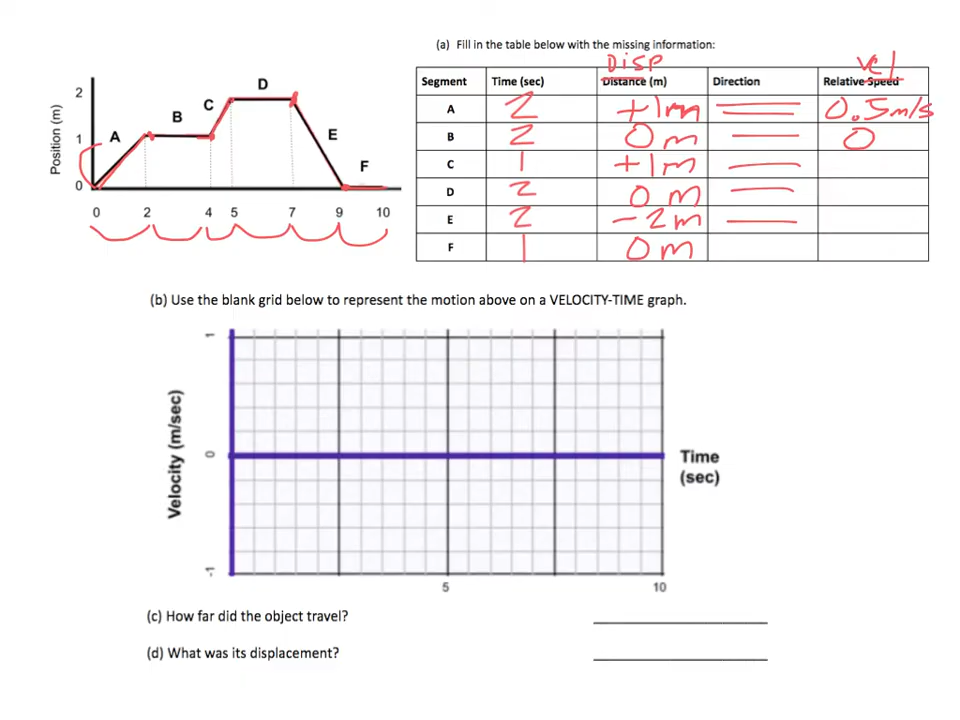 (a) Fill in the table below with the missing information:
DISP
vel
Segment Time (sec) Distance (m) Direction Relative Speed
A 2 +1m 0.5m/s
B 2 0 m 0
C 1 +1m
D 2 0 m
E 2 -2m
F 1 0 m
Position (m)
2
1
0
A
B
C
D
E
F
0 2 4 5 7 9 10
(b) Use the blank grid below to represent the motion above on a VELOCITY-TIME graph.
Velocity (m/sec)
1
0
-1
Time
(sec)
5 10
(c) How far did the object travel?
(d) What was its displacement?